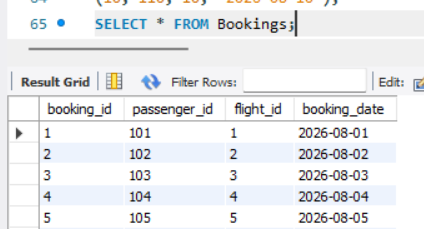 65 SELECT * FROM Bookings;
Result Grid Filter Rows: Edit:
booking_id passenger_id flight_id booking_date
1 101 1 2026-08-01
2 102 2 2026-08-02
3 103 3 2026-08-03
4 104 4 2026-08-04
5 105 5 2026-08-05